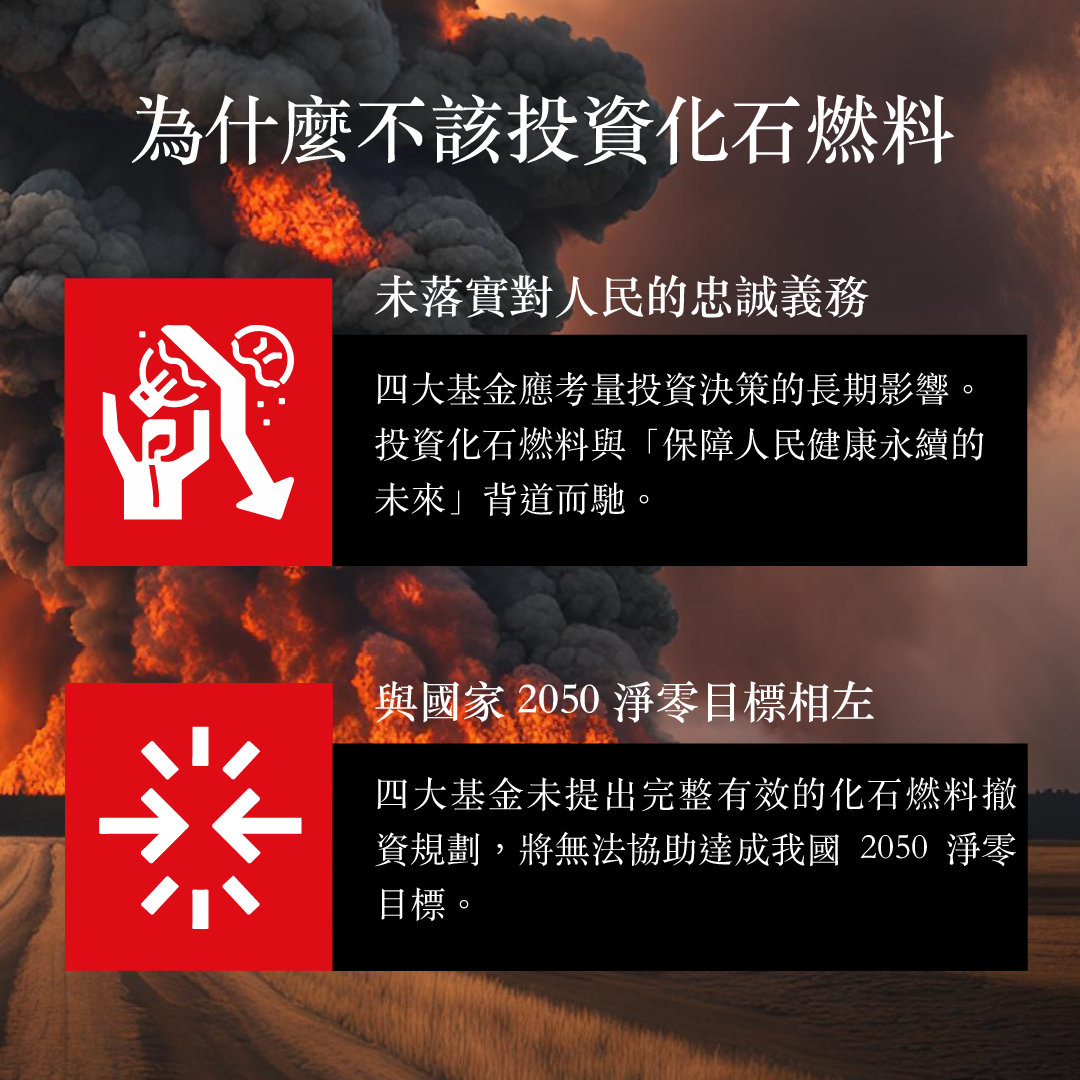 為什麼不該投資化石燃料
未落實對人民的忠誠義務
四大基金應考量投資決策的長期影響。
投資化石燃料與「保障人民健康永續的
未來」背道而馳。
與國家 2050 淨零目標相左
四大基金未提出完整有效的化石燃料撤
資規劃，將無法協助達成我國 2050 淨零
目標。